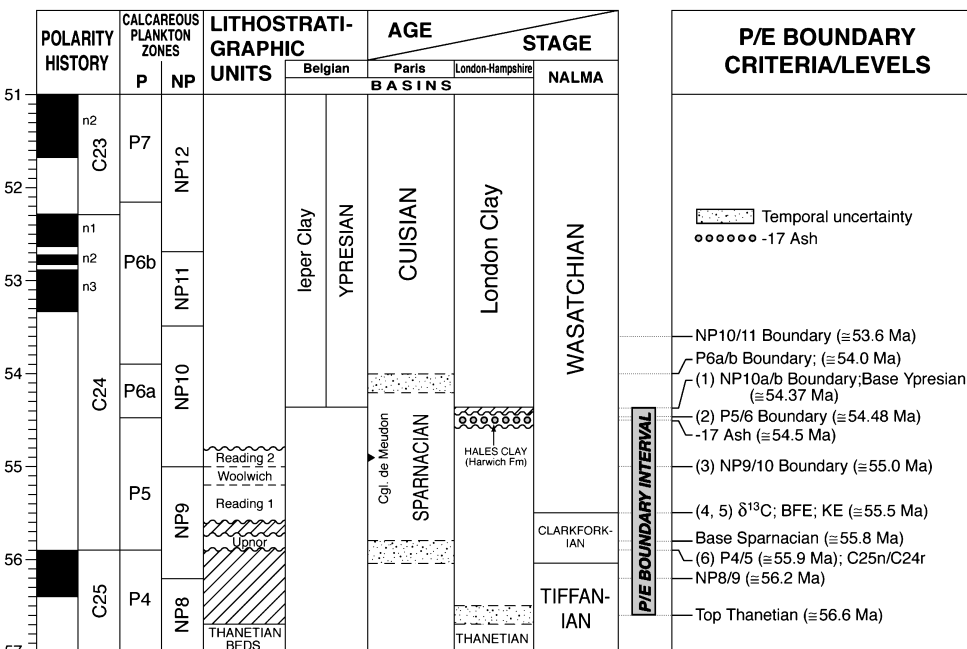 POLARITY
HISTORY
CALCAREOUS
PLANKTON
ZONES
P
NP
LITHOSTRATI-
GRAPHIC
UNITS
AGE
STAGE
Belgian
Paris
London-Hampshire
BASINS
NALMA
P/E BOUNDARY
CRITERIA/LEVELS
51
52
53
54
55
56
57
n2
C23
n1
n2
n3
C24
C25
P7
P6b
P6a
P5
P4
NP12
NP11
NP10
NP9
NP8
Reading 2
Woolwich
Reading 1
Upnor
THANETIAN
BEDS
Ieper Clay
YPRESIAN
CUISIAN
Cgl. de Meudon
SPARNACIAN
London Clay
HALES CLAY
(Harwich Fm)
THANETIAN
WASATCHIAN
CLARKFORK-
IAN
TIFFAN-
IAN
P/E BOUNDARY INTERVAL
Temporal uncertainty
-17 Ash
NP10/11 Boundary (≅53.6 Ma)
P6a/b Boundary; (≅54.0 Ma)
(1) NP10a/b Boundary;Base Ypresian
(≅54.37 Ma)
(2) P5/6 Boundary (≅54.48 Ma)
-17 Ash (≅54.5 Ma)
(3) NP9/10 Boundary (≅55.0 Ma)
(4, 5) δ¹³C; BFE; KE (≅55.5 Ma)
Base Sparnacian (≅55.8 Ma)
(6) P4/5 (≅55.9 Ma); C25n/C24r
NP8/9 (≅56.2 Ma)
Top Thanetian (≅56.6 Ma)